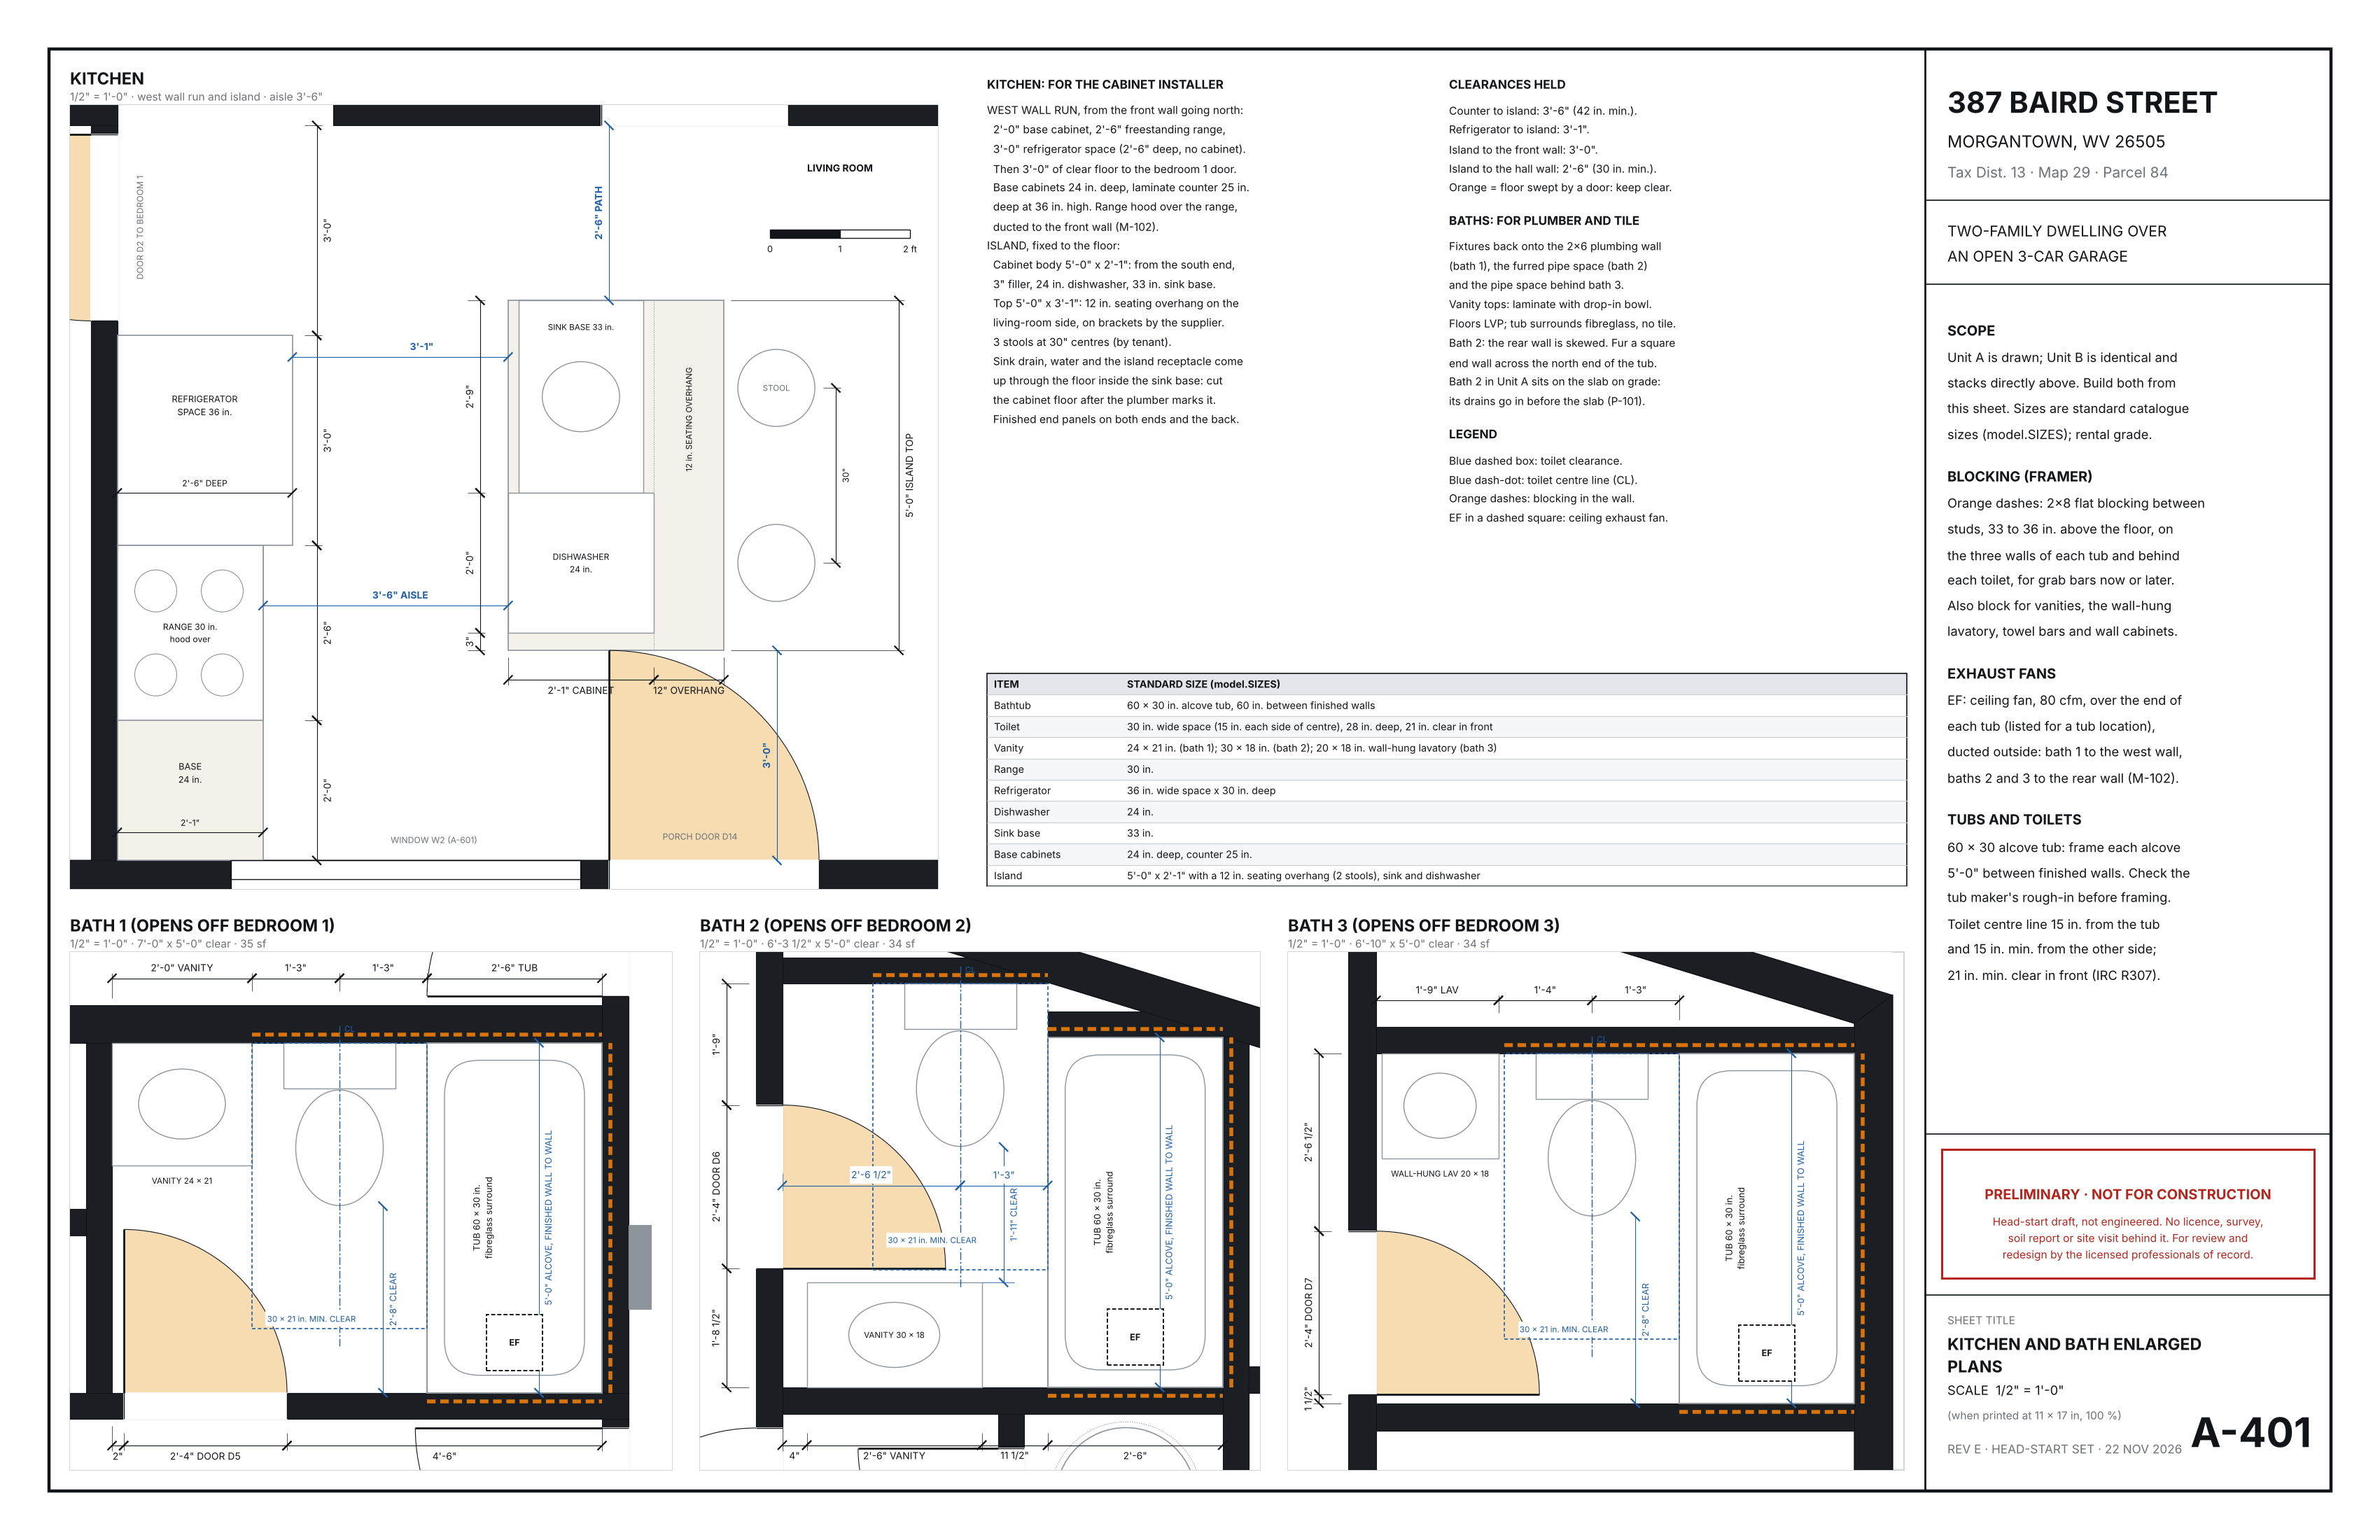 KITCHEN
1/2" = 1'-0" · west wall run and island · aisle 3'-6"
DOOR D2 TO BEDROOM 1
3'-0"
2'-6" PATH
LIVING ROOM
0 1 2 ft
3'-1"
SINK BASE 33 in.
REFRIGERATOR
SPACE 36 in.
2'-6" DEEP
3'-0"
2'-9"
12 in. SEATING OVERHANG
STOOL
30"
5'-0" ISLAND TOP
DISHWASHER
24 in.
2'-0"
3'-6" AISLE
RANGE 30 in.
hood over
2'-6"
3"
2'-1" CABINET
12" OVERHANG
3'-0"
BASE
24 in.
2'-0"
2'-1"
WINDOW W2 (A-601)
PORCH DOOR D14
KITCHEN: FOR THE CABINET INSTALLER
WEST WALL RUN, from the front wall going north:
2'-0" base cabinet, 2'-6" freestanding range,
3'-0" refrigerator space (2'-6" deep, no cabinet).
Then 3'-0" of clear floor to the bedroom 1 door.
Base cabinets 24 in. deep, laminate counter 25 in.
deep at 36 in. high. Range hood over the range,
ducted to the front wall (M-102).
ISLAND, fixed to the floor:
Cabinet body 5'-0" x 2'-1": from the south end,
3" filler, 24 in. dishwasher, 33 in. sink base.
Top 5'-0" x 3'-1": 12 in. seating overhang on the
living-room side, on brackets by the supplier.
3 stools at 30" centres (by tenant).
Sink drain, water and the island receptacle come
up through the floor inside the sink base: cut
the cabinet floor after the plumber marks it.
Finished end panels on both ends and the back.
CLEARANCES HELD
Counter to island: 3'-6" (42 in. min.).
Refrigerator to island: 3'-1".
Island to the front wall: 3'-0".
Island to the hall wall: 2'-6" (30 in. min.).
Orange = floor swept by a door: keep clear.
BATHS: FOR PLUMBER AND TILE
Fixtures back onto the 2×6 plumbing wall
(bath 1), the furred pipe space (bath 2)
and the pipe space behind bath 3.
Vanity tops: laminate with drop-in bowl.
Floors LVP; tub surrounds fibreglass, no tile.
Bath 2: the rear wall is skewed. Fur a square
end wall across the north end of the tub.
Bath 2 in Unit A sits on the slab on grade:
its drains go in before the slab (P-101).
LEGEND
Blue dashed box: toilet clearance.
Blue dash-dot: toilet centre line (CL).
Orange dashes: blocking in the wall.
EF in a dashed square: ceiling exhaust fan.
ITEM STANDARD SIZE (model.SIZES)
Bathtub 60 × 30 in. alcove tub, 60 in. between finished walls
Toilet 30 in. wide space (15 in. each side of centre), 28 in. deep, 21 in. clear in front
Vanity 24 × 21 in. (bath 1); 30 × 18 in. (bath 2); 20 × 18 in. wall-hung lavatory (bath 3)
Range 30 in.
Refrigerator 36 in. wide space x 30 in. deep
Dishwasher 24 in.
Sink base 33 in.
Base cabinets 24 in. deep, counter 25 in.
Island 5'-0" x 2'-1" with a 12 in. seating overhang (2 stools), sink and dishwasher
BATH 1 (OPENS OFF BEDROOM 1)
1/2" = 1'-0" · 7'-0" x 5'-0" clear · 35 sf
2'-0" VANITY
1'-3"
1'-3"
2'-6" TUB
CL
VANITY 24 × 21
TUB 60 × 30 in.
fibreglass surround
5'-0" ALCOVE, FINISHED WALL TO WALL
2'-8" CLEAR
30 × 21 in. MIN. CLEAR
EF
2"
2'-4" DOOR D5
4'-6"
BATH 2 (OPENS OFF BEDROOM 2)
1/2" = 1'-0" · 6'-3 1/2" x 5'-0" clear · 34 sf
CL
1'-9"
2'-4" DOOR D6
1'-8 1/2"
2'-6 1/2"
1'-3"
1'-11" CLEAR
30 × 21 in. MIN. CLEAR
TUB 60 × 30 in.
fibreglass surround
5'-0" ALCOVE, FINISHED WALL TO WALL
VANITY 30 × 18
EF
4"
2'-6" VANITY
11 1/2"
2'-6"
BATH 3 (OPENS OFF BEDROOM 3)
1/2" = 1'-0" · 6'-10" x 5'-0" clear · 34 sf
1'-9" LAV
1'-4"
1'-3"
CL
2'-6 1/2"
WALL-HUNG LAV 20 × 18
TUB 60 × 30 in.
fibreglass surround
5'-0" ALCOVE, FINISHED WALL TO WALL
2'-4" DOOR D7
2'-8" CLEAR
30 × 21 in. MIN. CLEAR
EF
1 1/2"
387 BAIRD STREET
MORGANTOWN, WV 26505
Tax Dist. 13 · Map 29 · Parcel 84
TWO-FAMILY DWELLING OVER
AN OPEN 3-CAR GARAGE
SCOPE
Unit A is drawn; Unit B is identical and
stacks directly above. Build both from
this sheet. Sizes are standard catalogue
sizes (model.SIZES); rental grade.
BLOCKING (FRAMER)
Orange dashes: 2×8 flat blocking between
studs, 33 to 36 in. above the floor, on
the three walls of each tub and behind
each toilet, for grab bars now or later.
Also block for vanities, the wall-hung
lavatory, towel bars and wall cabinets.
EXHAUST FANS
EF: ceiling fan, 80 cfm, over the end of
each tub (listed for a tub location),
ducted outside: bath 1 to the west wall,
baths 2 and 3 to the rear wall (M-102).
TUBS AND TOILETS
60 × 30 alcove tub: frame each alcove
5'-0" between finished walls. Check the
tub maker's rough-in before framing.
Toilet centre line 15 in. from the tub
and 15 in. min. from the other side;
21 in. min. clear in front (IRC R307).
PRELIMINARY · NOT FOR CONSTRUCTION
Head-start draft, not engineered. No licence, survey,
soil report or site visit behind it. For review and
redesign by the licensed professionals of record.
SHEET TITLE
KITCHEN AND BATH ENLARGED
PLANS
SCALE 1/2" = 1'-0"
(when printed at 11 × 17 in, 100 %)
REV E · HEAD-START SET · 22 NOV 2026
A-401